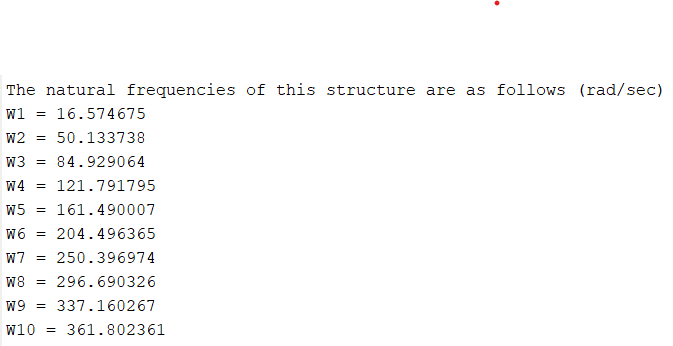 The natural frequencies of this structure are as follows (rad/sec)
W1 = 16.574675
W2 = 50.133738
W3 = 84.929064
W4 = 121.791795
W5 = 161.490007
W6 = 204.496365
W7 = 250.396974
W8 = 296.690326
W9 = 337.160267
W10 = 361.802361